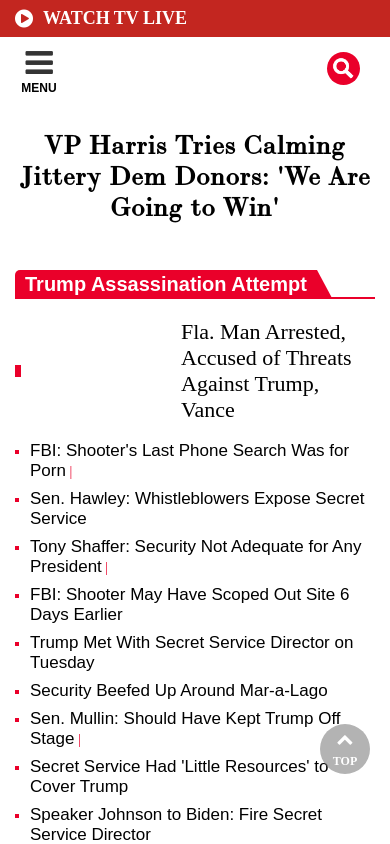 WATCH TV LIVE
MENU
VP Harris Tries Calming
Jittery Dem Donors: 'We Are
Going to Win'
Trump Assassination Attempt
Fla. Man Arrested,
Accused of Threats
Against Trump,
Vance
FBI: Shooter's Last Phone Search Was for
Porn |
Sen. Hawley: Whistleblowers Expose Secret
Service
Tony Shaffer: Security Not Adequate for Any
President |
FBI: Shooter May Have Scoped Out Site 6
Days Earlier
Trump Met With Secret Service Director on
Tuesday
Security Beefed Up Around Mar-a-Lago
Sen. Mullin: Should Have Kept Trump Off
Stage |
Secret Service Had 'Little Resources' to
Cover Trump
TOP
Speaker Johnson to Biden: Fire Secret
Service Director